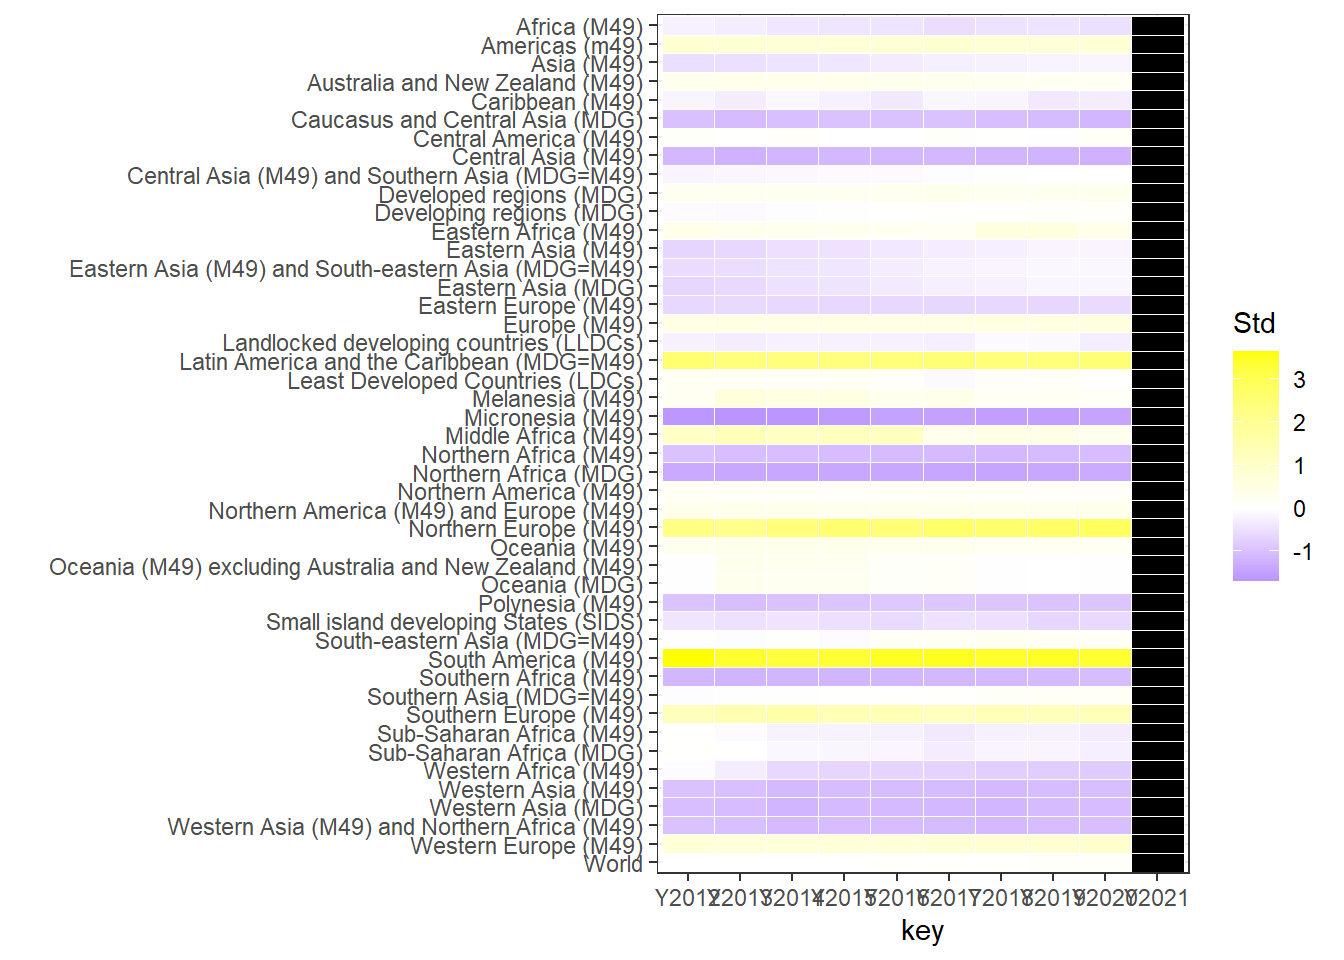 Africa (M49)
Americas (m49)
Asia (M49)
Australia and New Zealand (M49)
Caribbean (M49)
Caucasus and Central Asia (MDG)
Central America (M49)
Central Asia (M49)
Central Asia (M49) and Southern Asia (MDG=M49)
Developed regions (MDG)
Developing regions (MDG)
Eastern Africa (M49)
Eastern Asia (M49)
Eastern Asia (M49) and South-eastern Asia (MDG=M49)
Eastern Asia (MDG)
Eastern Europe (M49)
Europe (M49)
Landlocked developing countries (LLDCs)
Latin America and the Caribbean (MDG=M49)
Least Developed Countries (LDCs)
Melanesia (M49)
Micronesia (M49)
Middle Africa (M49)
Northern Africa (M49)
Northern Africa (MDG)
Northern America (M49)
Northern America (M49) and Europe (M49)
Northern Europe (M49)
Oceania (M49)
Oceania (M49) excluding Australia and New Zealand (M49)
Oceania (MDG)
Polynesia (M49)
Small island developing States (SIDS)
South-eastern Asia (MDG=M49)
South America (M49)
Southern Africa (M49)
Southern Asia (MDG=M49)
Southern Europe (M49)
Sub-Saharan Africa (M49)
Sub-Saharan Africa (MDG)
Western Africa (M49)
Western Asia (M49)
Western Asia (MDG)
Western Asia (M49) and Northern Africa (M49)
Western Europe (M49)
World
Y2012 Y2013 Y2014 Y2015 Y2016 Y2017 Y2018 Y2019 Y2020 Y2021
key
Std
3
2
1
0
-1